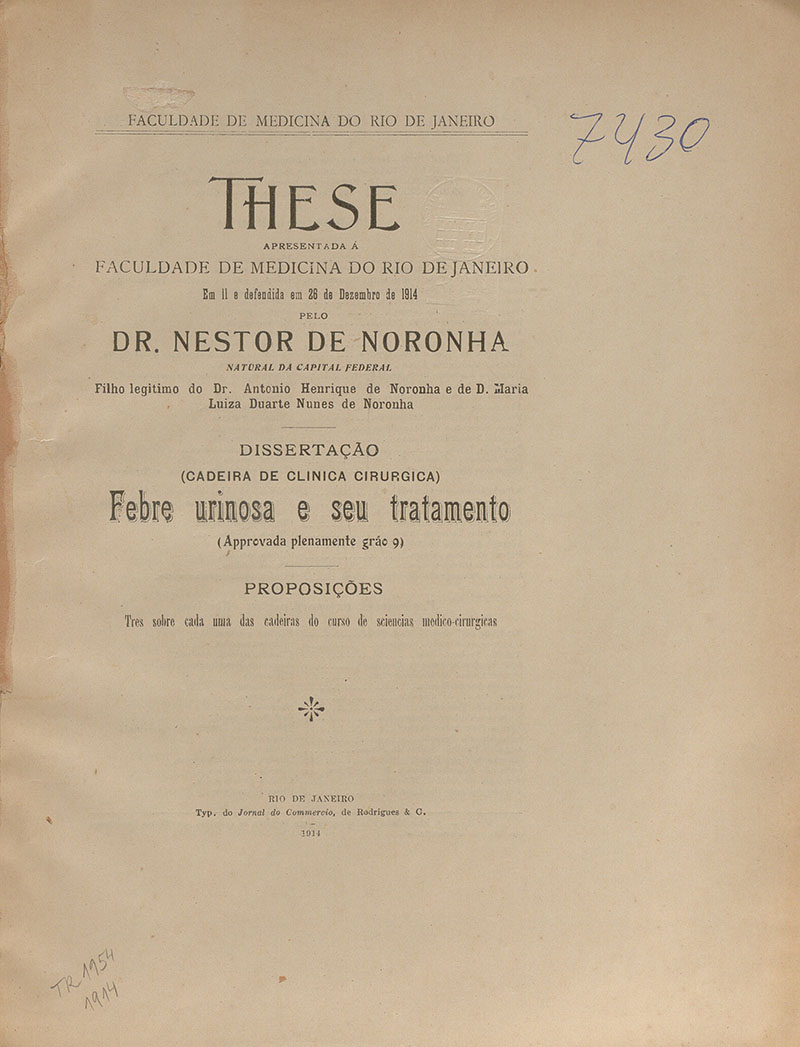 FACULDADE DE MEDICINA DO RIO DE JANEIRO
7430
THESE
APRESENTADA Á
FACULDADE DE MEDICINA DO RIO DE JANEIRO
Em 11 e defendida em 28 de Dezembro de 1914
PELO
DR. NESTOR DE NORONHA
NATURAL DA CAPITAL FEDERAL
Filho legitimo do Dr. Antonio Henrique de Noronha e de D. Maria
Luiza Duarte Nunes de Noronha
DISSERTAÇÃO
(CADEIRA DE CLINICA CIRURGICA)
Febre urinosa e seu tratamento
(Approvada plenamente gráo 9)
PROPOSIÇÕES
Tres sobre cada uma das cadeiras do curso de sciencias medico-cirurgicas
RIO DE JANEIRO
Typ. do Jornal do Commercio, de Rodrigues & C.
1914
TR 1954
1914